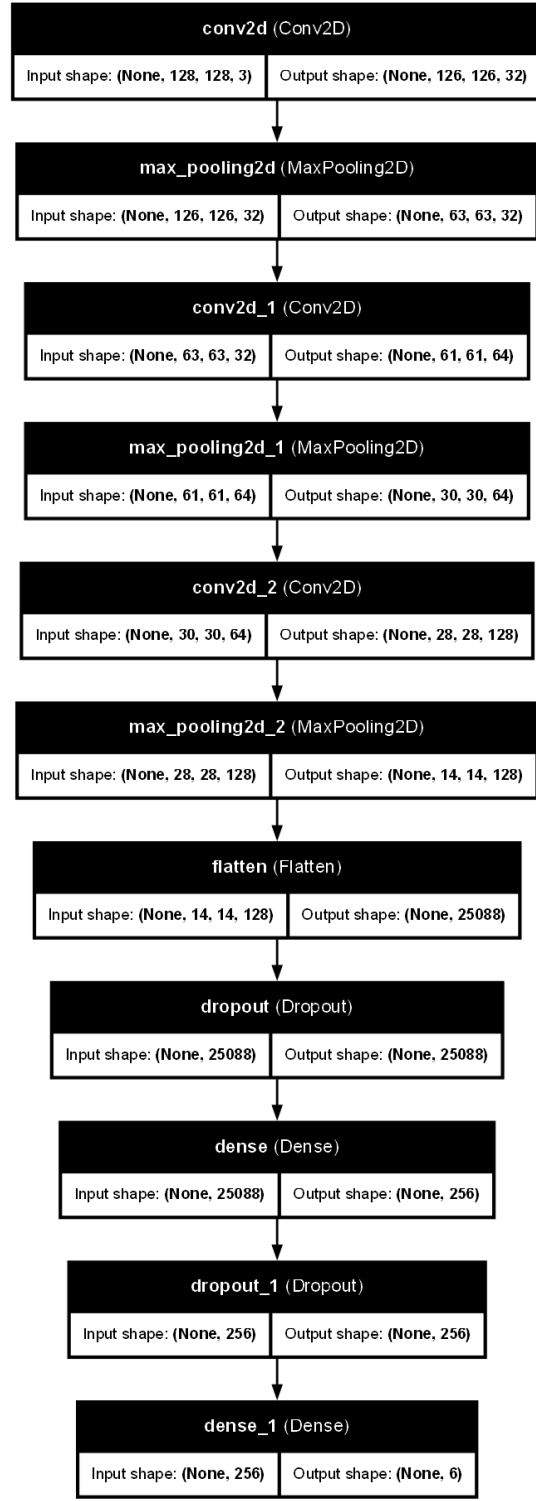 conv2d (Conv2D)
Input shape: (None, 128, 128, 3) Output shape: (None, 126, 126, 32)
max_pooling2d (MaxPooling2D)
Input shape: (None, 126, 126, 32) Output shape: (None, 63, 63, 32)
conv2d_1 (Conv2D)
Input shape: (None, 63, 63, 32) Output shape: (None, 61, 61, 64)
max_pooling2d_1 (MaxPooling2D)
Input shape: (None, 61, 61, 64) Output shape: (None, 30, 30, 64)
conv2d_2 (Conv2D)
Input shape: (None, 30, 30, 64) Output shape: (None, 28, 28, 128)
max_pooling2d_2 (MaxPooling2D)
Input shape: (None, 28, 28, 128) Output shape: (None, 14, 14, 128)
flatten (Flatten)
Input shape: (None, 14, 14, 128) Output shape: (None, 25088)
dropout (Dropout)
Input shape: (None, 25088) Output shape: (None, 25088)
dense (Dense)
Input shape: (None, 25088) Output shape: (None, 256)
dropout_1 (Dropout)
Input shape: (None, 256) Output shape: (None, 256)
dense_1 (Dense)
Input shape: (None, 256) Output shape: (None, 6)